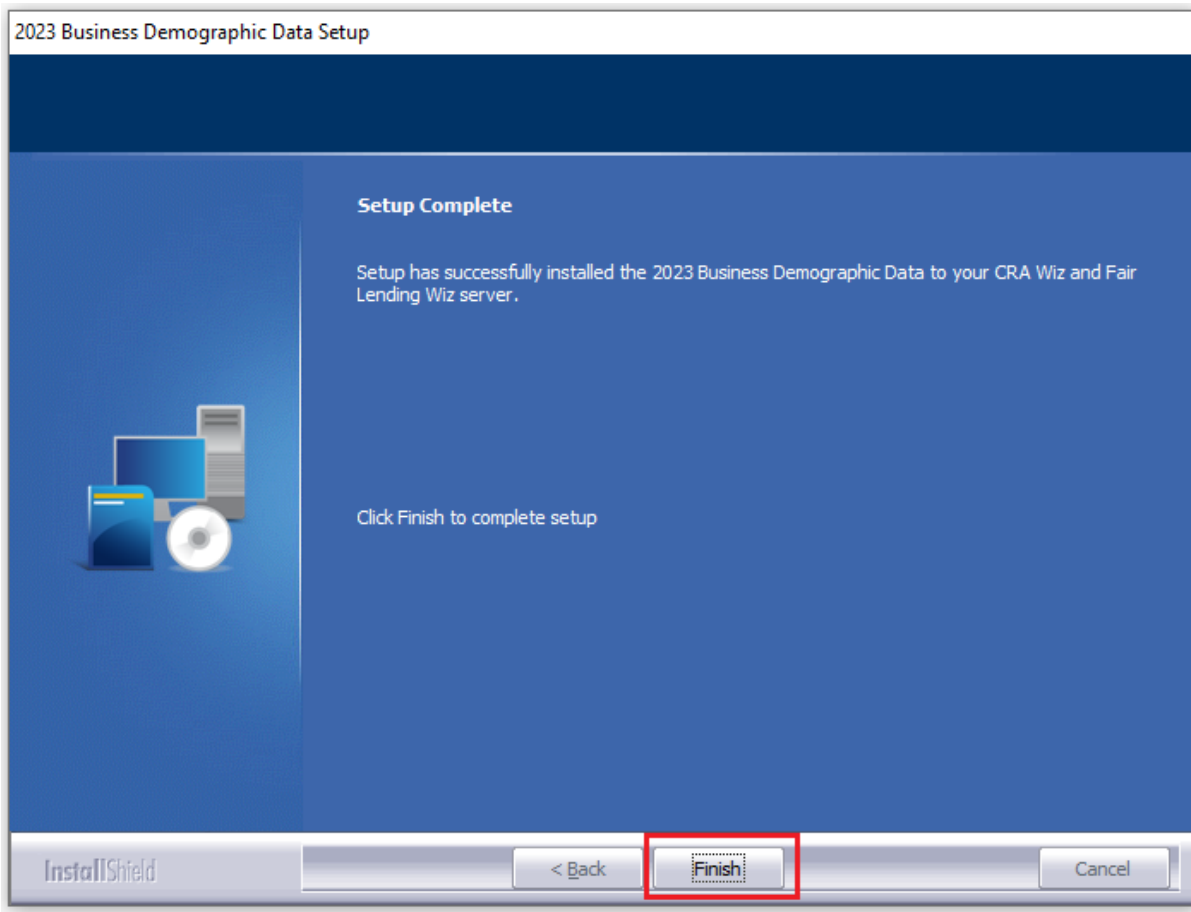 2023 Business Demographic Data Setup
Setup Complete
Setup has successfully installed the 2023 Business Demographic Data to your CRA Wiz and Fair
Lending Wiz server.
Click Finish to complete setup
InstallShield
< Back
Finish
Cancel